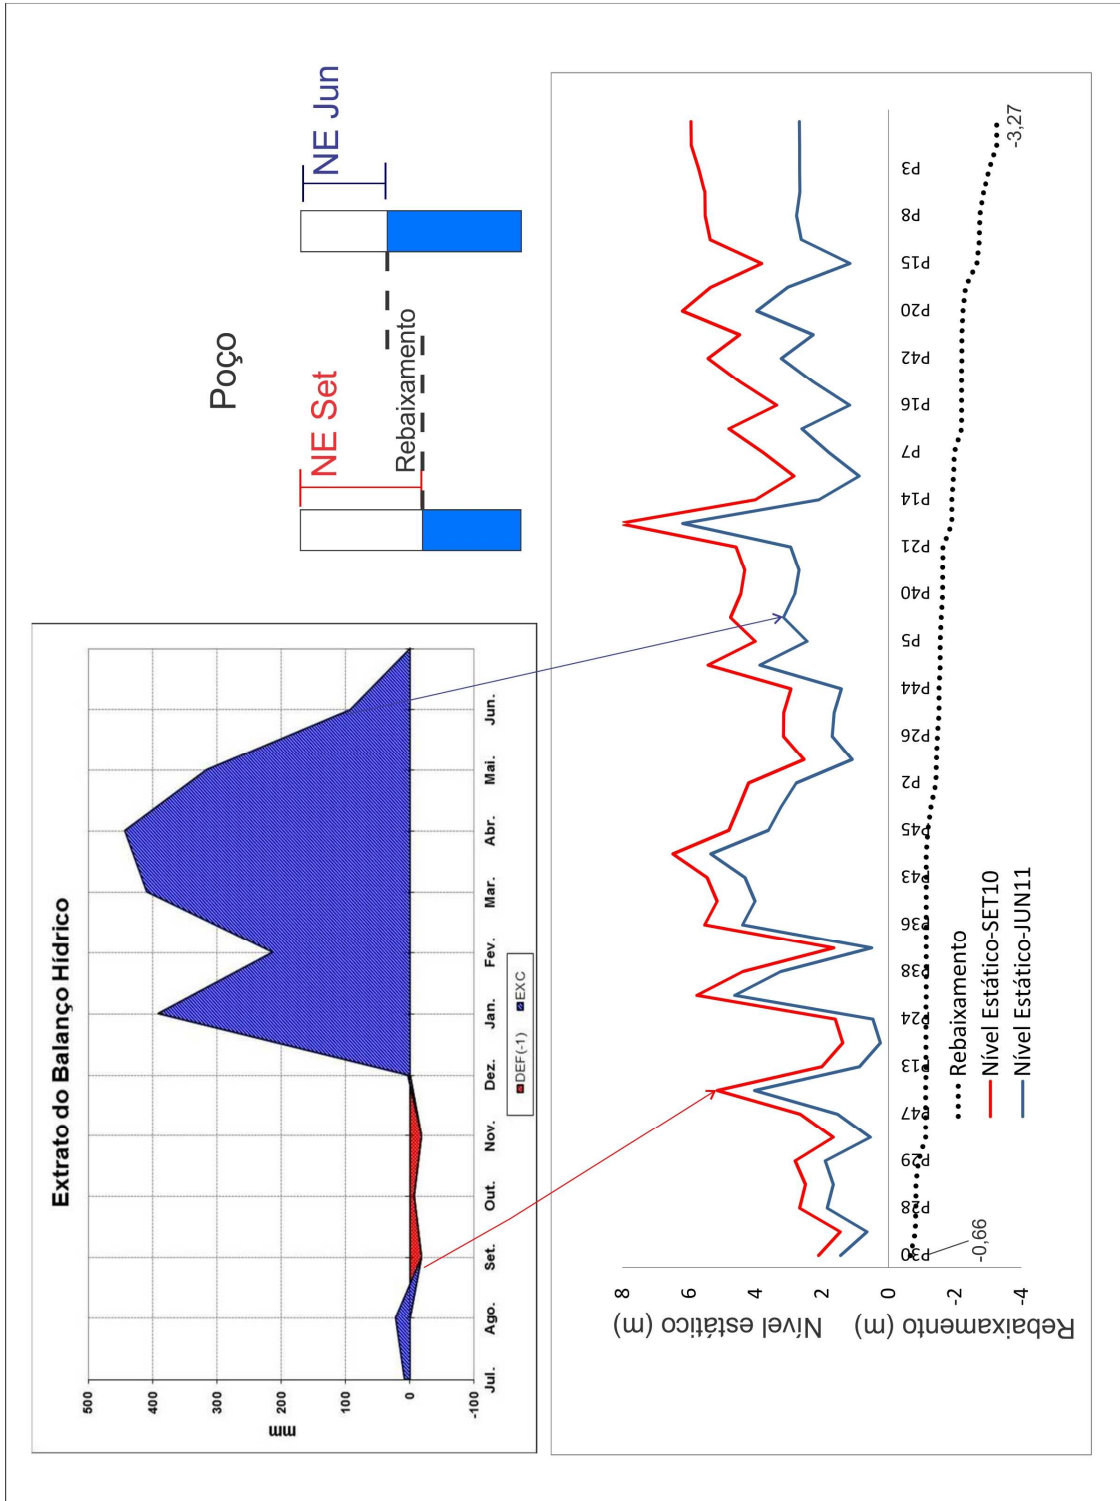 Extrato do Balanço Hídrico
500
400
300
200
100
0
-100
mm
Jul.
Ago.
Set.
Out.
Nov.
Dez.
Jan.
Fev.
Mar.
Abr.
Mai.
Jun.
DEF(-1)
EXC
Poço
NE Set
NE Jun
Rebaixamento
8
6
4
2
0
-2
-4
Nível estático (m)
Rebaixamento (m)
P30
P28
P29
P47
P13
P24
P38
P36
P43
P45
P2
P26
P44
P5
P40
P21
P14
P7
P16
P42
P20
P15
P8
P3
-0,66
-3,27
Rebaixamento
Nível Estático-SET10
Nível Estático-JUN11